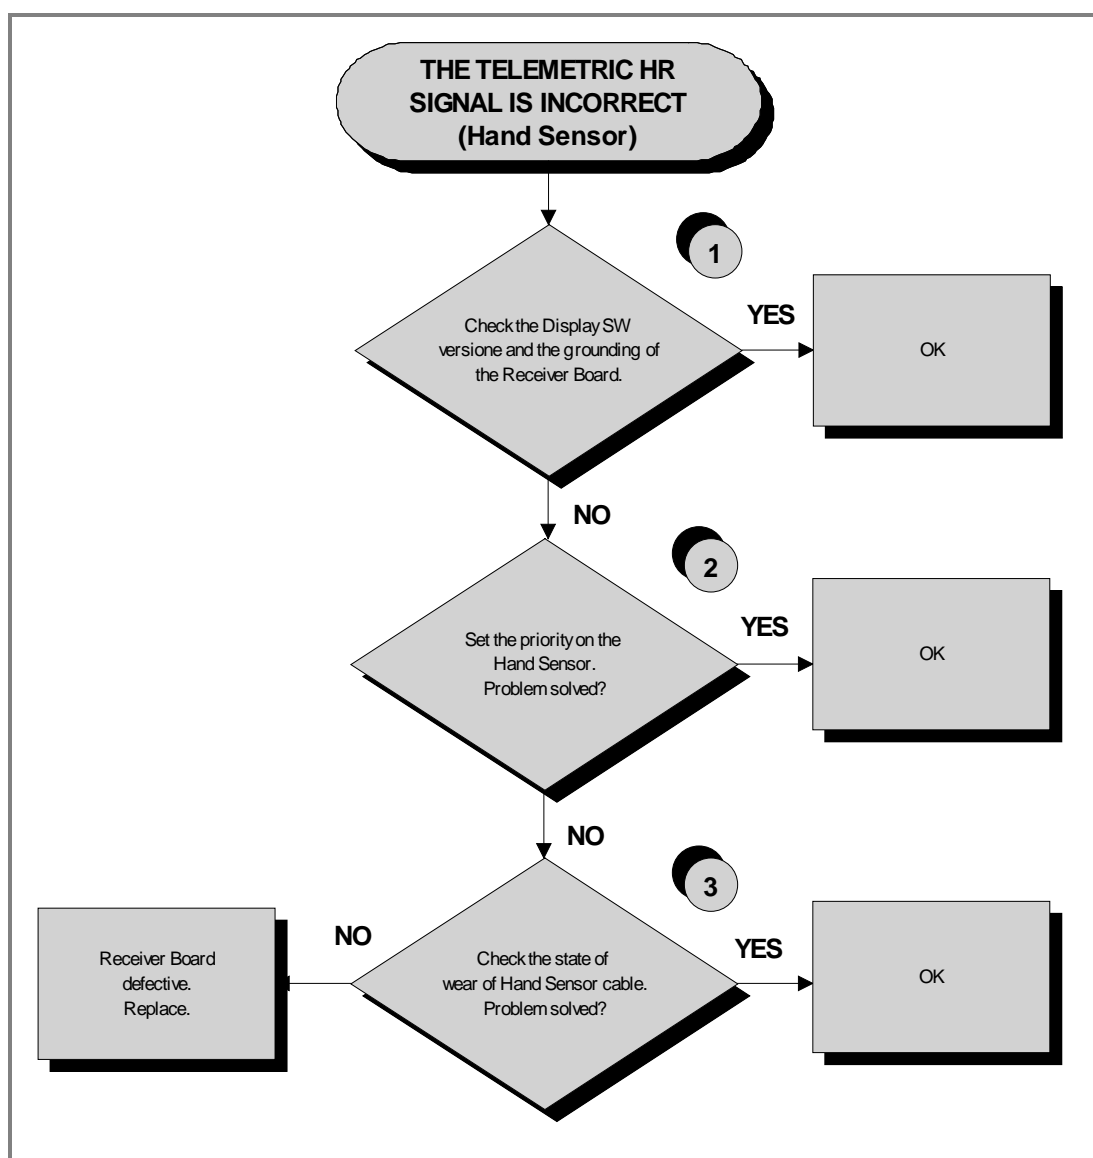 THE TELEMETRIC HR
SIGNAL IS INCORRECT
(Hand Sensor)
1
YES
Check the Display SW
versione and the grounding of
the Receiver Board.
OK
NO
2
YES
Set the priority on the
Hand Sensor.
Problem solved?
OK
NO
3
NO
YES
Receiver Board
defective.
Replace.
Check the state of
wear of Hand Sensor cable.
Problem solved?
OK